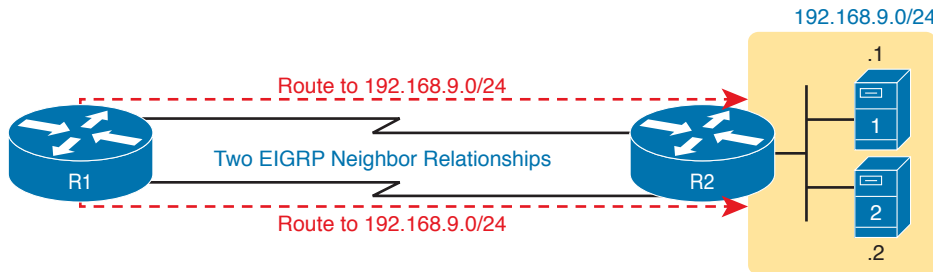 192.168.9.0/24
.1
Route to 192.168.9.0/24
1
Two EIGRP Neighbor Relationships
R1
R2
2
Route to 192.168.9.0/24
.2